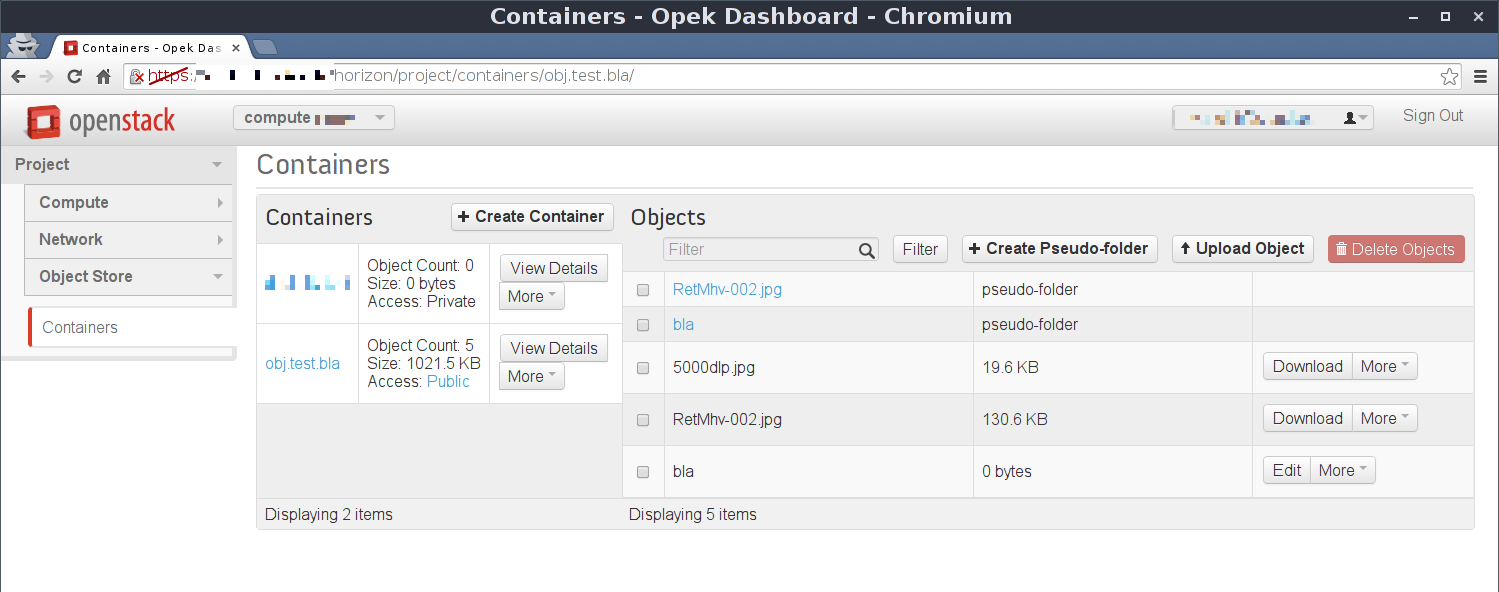 Containers - Opek Dashboard - Chromium
Containers - Opek Das
https: horizon/project/containers/obj.test.bla/
openstack
compute
Sign Out
Project
Compute
Network
Object Store
Containers
Containers
Containers
+ Create Container
Object Count: 0
Size: 0 bytes
Access: Private
View Details
More
obj.test.bla
Object Count: 5
Size: 1021.5 KB
Access: Public
View Details
More
Displaying 2 items
Objects
Filter
Filter
+ Create Pseudo-folder
Upload Object
Delete Objects
RetMhv-002.jpg pseudo-folder
bla pseudo-folder
5000dlp.jpg 19.6 KB Download More
RetMhv-002.jpg 130.6 KB Download More
bla 0 bytes Edit More
Displaying 5 items